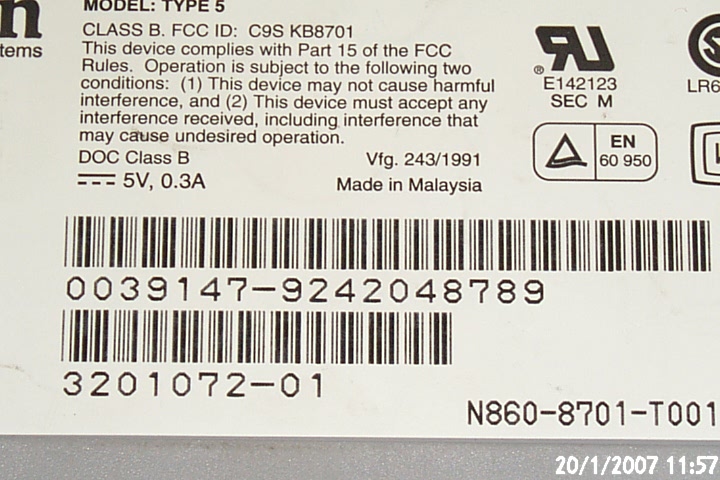 MODEL: TYPE 5
CLASS B. FCC ID: C9S KB8701
This device complies with Part 15 of the FCC
Rules. Operation is subject to the following two
conditions: (1) This device may not cause harmful
interference, and (2) This device must accept any
interference received, including interference that
may cause undesired operation.
DOC Class B
Vfg. 243/1991
5V, 0.3A
Made in Malaysia
n
tems
E142123
SEC M
LR6
EN
60 950
0039147-9242048789
3201072-01
N860-8701-T001
20/1/2007 11:57